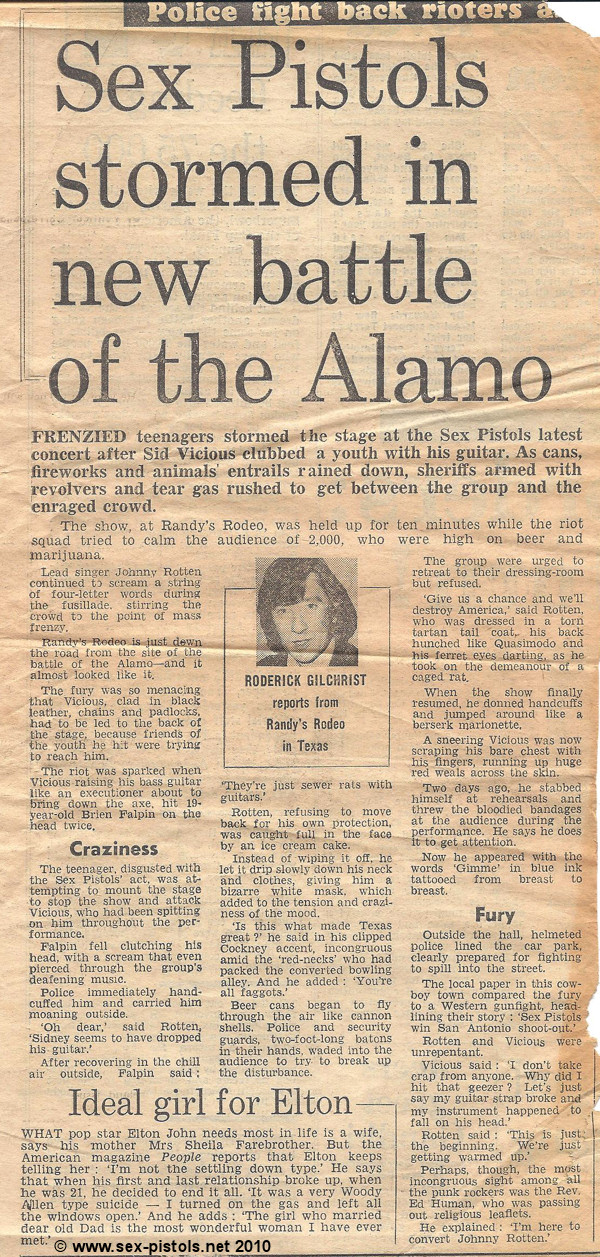 Police fight back rioters a
Sex Pistols
stormed in
new battle
of the Alamo
FRENZIED teenagers stormed the stage at the Sex Pistols latest
concert after Sid Vicious clubbed a youth with his guitar. As cans,
fireworks and animals' entrails rained down, sheriffs armed with
revolvers and tear gas rushed to get between the group and the
enraged crowd.
The show, at Randy's Rodeo, was held up for ten minutes while the riot
squad tried to calm the audience of 2,000, who were high on beer and
marijuana.
Lead singer Johnny Rotten
continued to scream a string
of four-letter words during
the fusillade. stirring the
crowd to the point of mass
frenzy.
Randy's Rodeo is just down
the road from the site of the
battle of the Alamo—and it
almost looked like it.
The fury was so menacing
that Vicious, clad in black
leather, chains and padlocks,
had to be led to the back of
the stage, because friends of
the youth he hit were trying
to reach him.
The riot was sparked when
Vicious raising his bass guitar
like an executioner about to
bring down the axe, hit 19-
year-old Brien Falpin on the
head twice.
Craziness
The teenager, disgusted with
the Sex Pistols' act, was at-
tempting to mount the stage
to stop the show and attack
Vicious, who had been spitting
on him throughout the per-
formance.
Falpin fell clutching his
head, with a scream that even
pierced through the group's
deafening music.
Police immediately hand-
cuffed him and carried him
moaning outside.
'Oh dear,' said Rotten,
'Sidney seems to have dropped
his guitar.'
After recovering in the chill
air outside, Falpin said:
RODERICK GILCHRIST
reports from
Randy's Rodeo
in Texas
'They're just sewer rats with
guitars.'
Rotten, refusing to move
back for his own protection,
was caught full in the face
by an ice cream cake.
Instead of wiping it off, he
let it drip slowly down his neck
and clothes, giving him a
bizarre white mask, which
added to the tension and crazi-
ness of the mood.
'Is this what made Texas
great?' he said in his clipped
Cockney accent, incongruous
amid the 'red-necks' who had
packed the converted bowling
alley. And he added: 'You're
all faggots.'
Beer cans began to fly
through the air like cannon
shells. Police and security
guards, two-foot-long batons
in their hands, waded into the
audience to try to break up
the disturbance.
The group were urged to
retreat to their dressing-room
but refused.
'Give us a chance and we'll
destroy America,' said Rotten,
who was dressed in a torn
tartan tail coat, his back
hunched like Quasimodo and
his ferret eyes darting, as he
took on the demeanour of a
caged rat.
When the show finally
resumed, he donned handcuffs
and jumped around like a
berserk marionette.
A sneering Vicious was now
scraping his bare chest with
his fingers, running up huge
red weals across the skin.
Two days ago, he stabbed
himself at rehearsals and
threw the bloodied bandages
at the audience during the
performance. He says he does
it to get attention.
Now he appeared with the
words 'Gimme' in blue ink
tattooed from breast to
breast.
Fury
Outside the hall, helmeted
police lined the car park,
clearly prepared for fighting
to spill into the street.
The local paper in this cow-
boy town compared the fury
to a Western gunfight, head-
lining their story: 'Sex Pistols
win San Antonio shoot-out.'
Rotten and Vicious were
unrepentant.
Vicious said: 'I don't take
crap from anyone. Why did I
hit that geezer? Let's just
say my guitar strap broke and
my instrument happened to
fall on his head.'
Rotten said: 'This is just
the beginning. We're just
getting warmed up.'
Perhaps, though, the most
incongruous sight among all
the punk rockers was the Rev.
Ed Human, who was passing
out religious leaflets.
He explained: 'I'm here to
convert Johnny Rotten.'
Ideal girl for Elton
WHAT pop star Elton John needs most in life is a wife,
says his mother Mrs Sheila Farebrother. But the
American magazine People reports that Elton keeps
telling her: 'I'm not the settling down type.' He says
that when his first and last relationship broke up, when
he was 21, he decided to end it all. 'It was a very Woody
Allen type suicide — I turned on the gas and left all
the windows open.' And he adds: 'The girl who married
dear old Dad is the most wonderful woman I have ever
met.'
© www.sex-pistols.net 2010